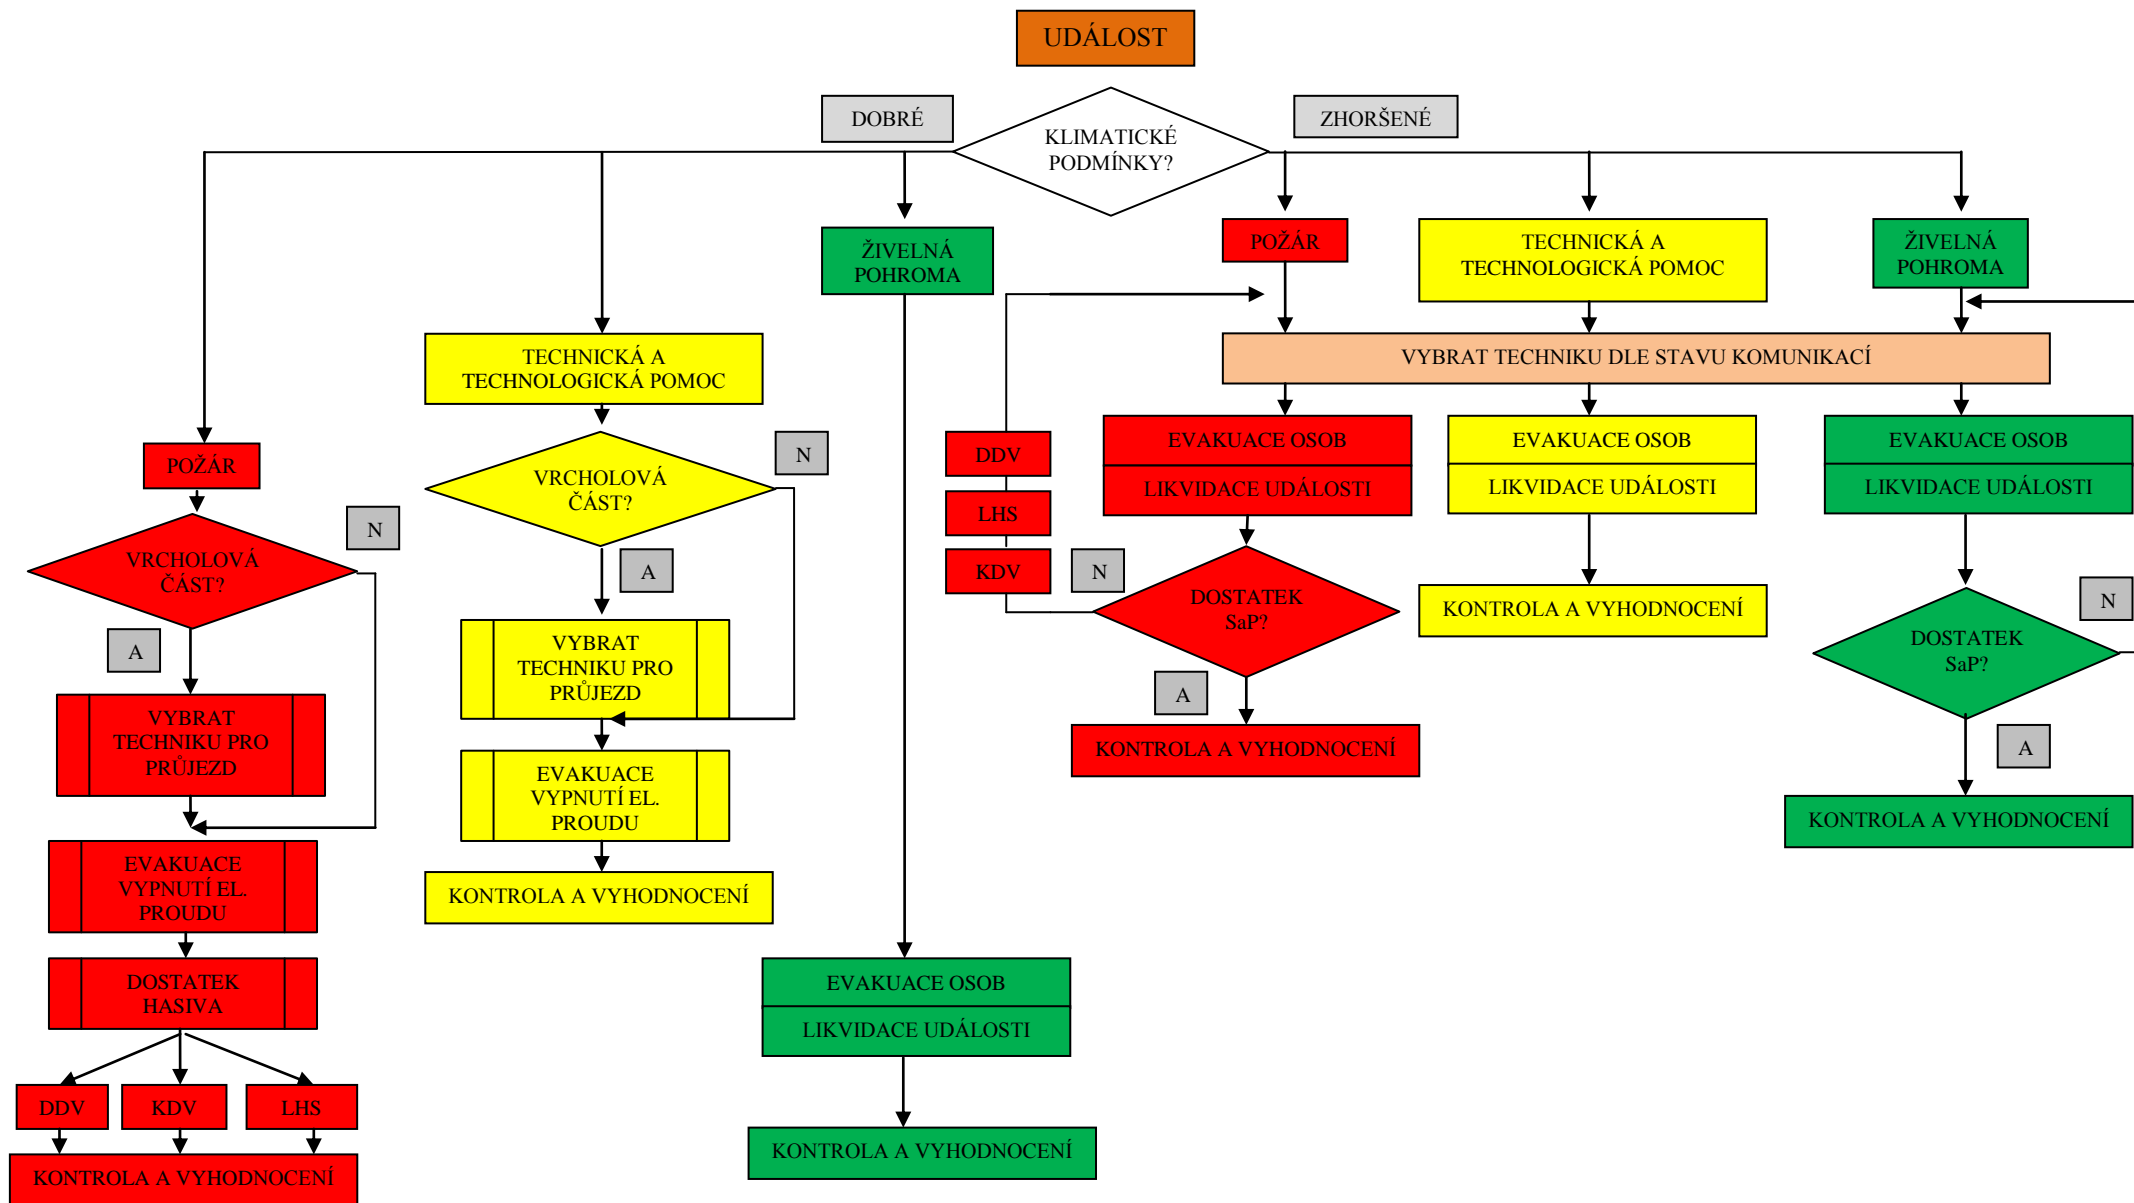 UDÁLOST
DOBRÉ
KLIMATICKÉ
PODMÍNKY?
ZHORŠENÉ
POŽÁR
VRCHOLOVÁ
ČÁST?
N
A
VYBRAT
TECHNIKU PRO
PRŮJEZD
EVAKUACE
VYPNUTÍ EL.
PROUDU
DOSTATEK
HASIVA
DDV
KDV
LHS
KONTROLA A VYHODNOCENÍ
TECHNICKÁ A
TECHNOLOGICKÁ POMOC
VRCHOLOVÁ
ČÁST?
N
A
VYBRAT
TECHNIKU PRO
PRŮJEZD
EVAKUACE
VYPNUTÍ EL.
PROUDU
KONTROLA A VYHODNOCENÍ
ŽIVELNÁ
POHROMA
EVAKUACE OSOB
LIKVIDACE UDÁLOSTI
KONTROLA A VYHODNOCENÍ
POŽÁR
TECHNICKÁ A
TECHNOLOGICKÁ POMOC
ŽIVELNÁ
POHROMA
VYBRAT TECHNIKU DLE STAVU KOMUNIKACÍ
DDV
LHS
KDV
EVAKUACE OSOB
LIKVIDACE UDÁLOSTI
N
DOSTATEK
SaP?
A
KONTROLA A VYHODNOCENÍ
EVAKUACE OSOB
LIKVIDACE UDÁLOSTI
KONTROLA A VYHODNOCENÍ
EVAKUACE OSOB
LIKVIDACE UDÁLOSTI
N
DOSTATEK
SaP?
A
KONTROLA A VYHODNOCENÍ